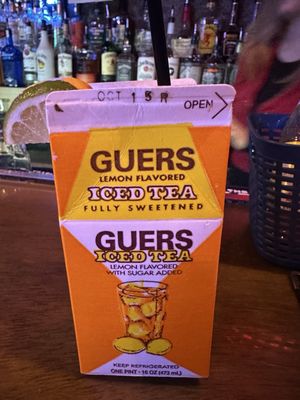 OCT 15R
OPEN
GUERS
LEMON FLAVORED
ICED TEA
FULLY SWEETENED
GUERS
ICED TEA
LEMON FLAVORED
WITH SUGAR ADDED
KEEP REFRIGERATED
ONE PINT - 16 OZ (473 mL)